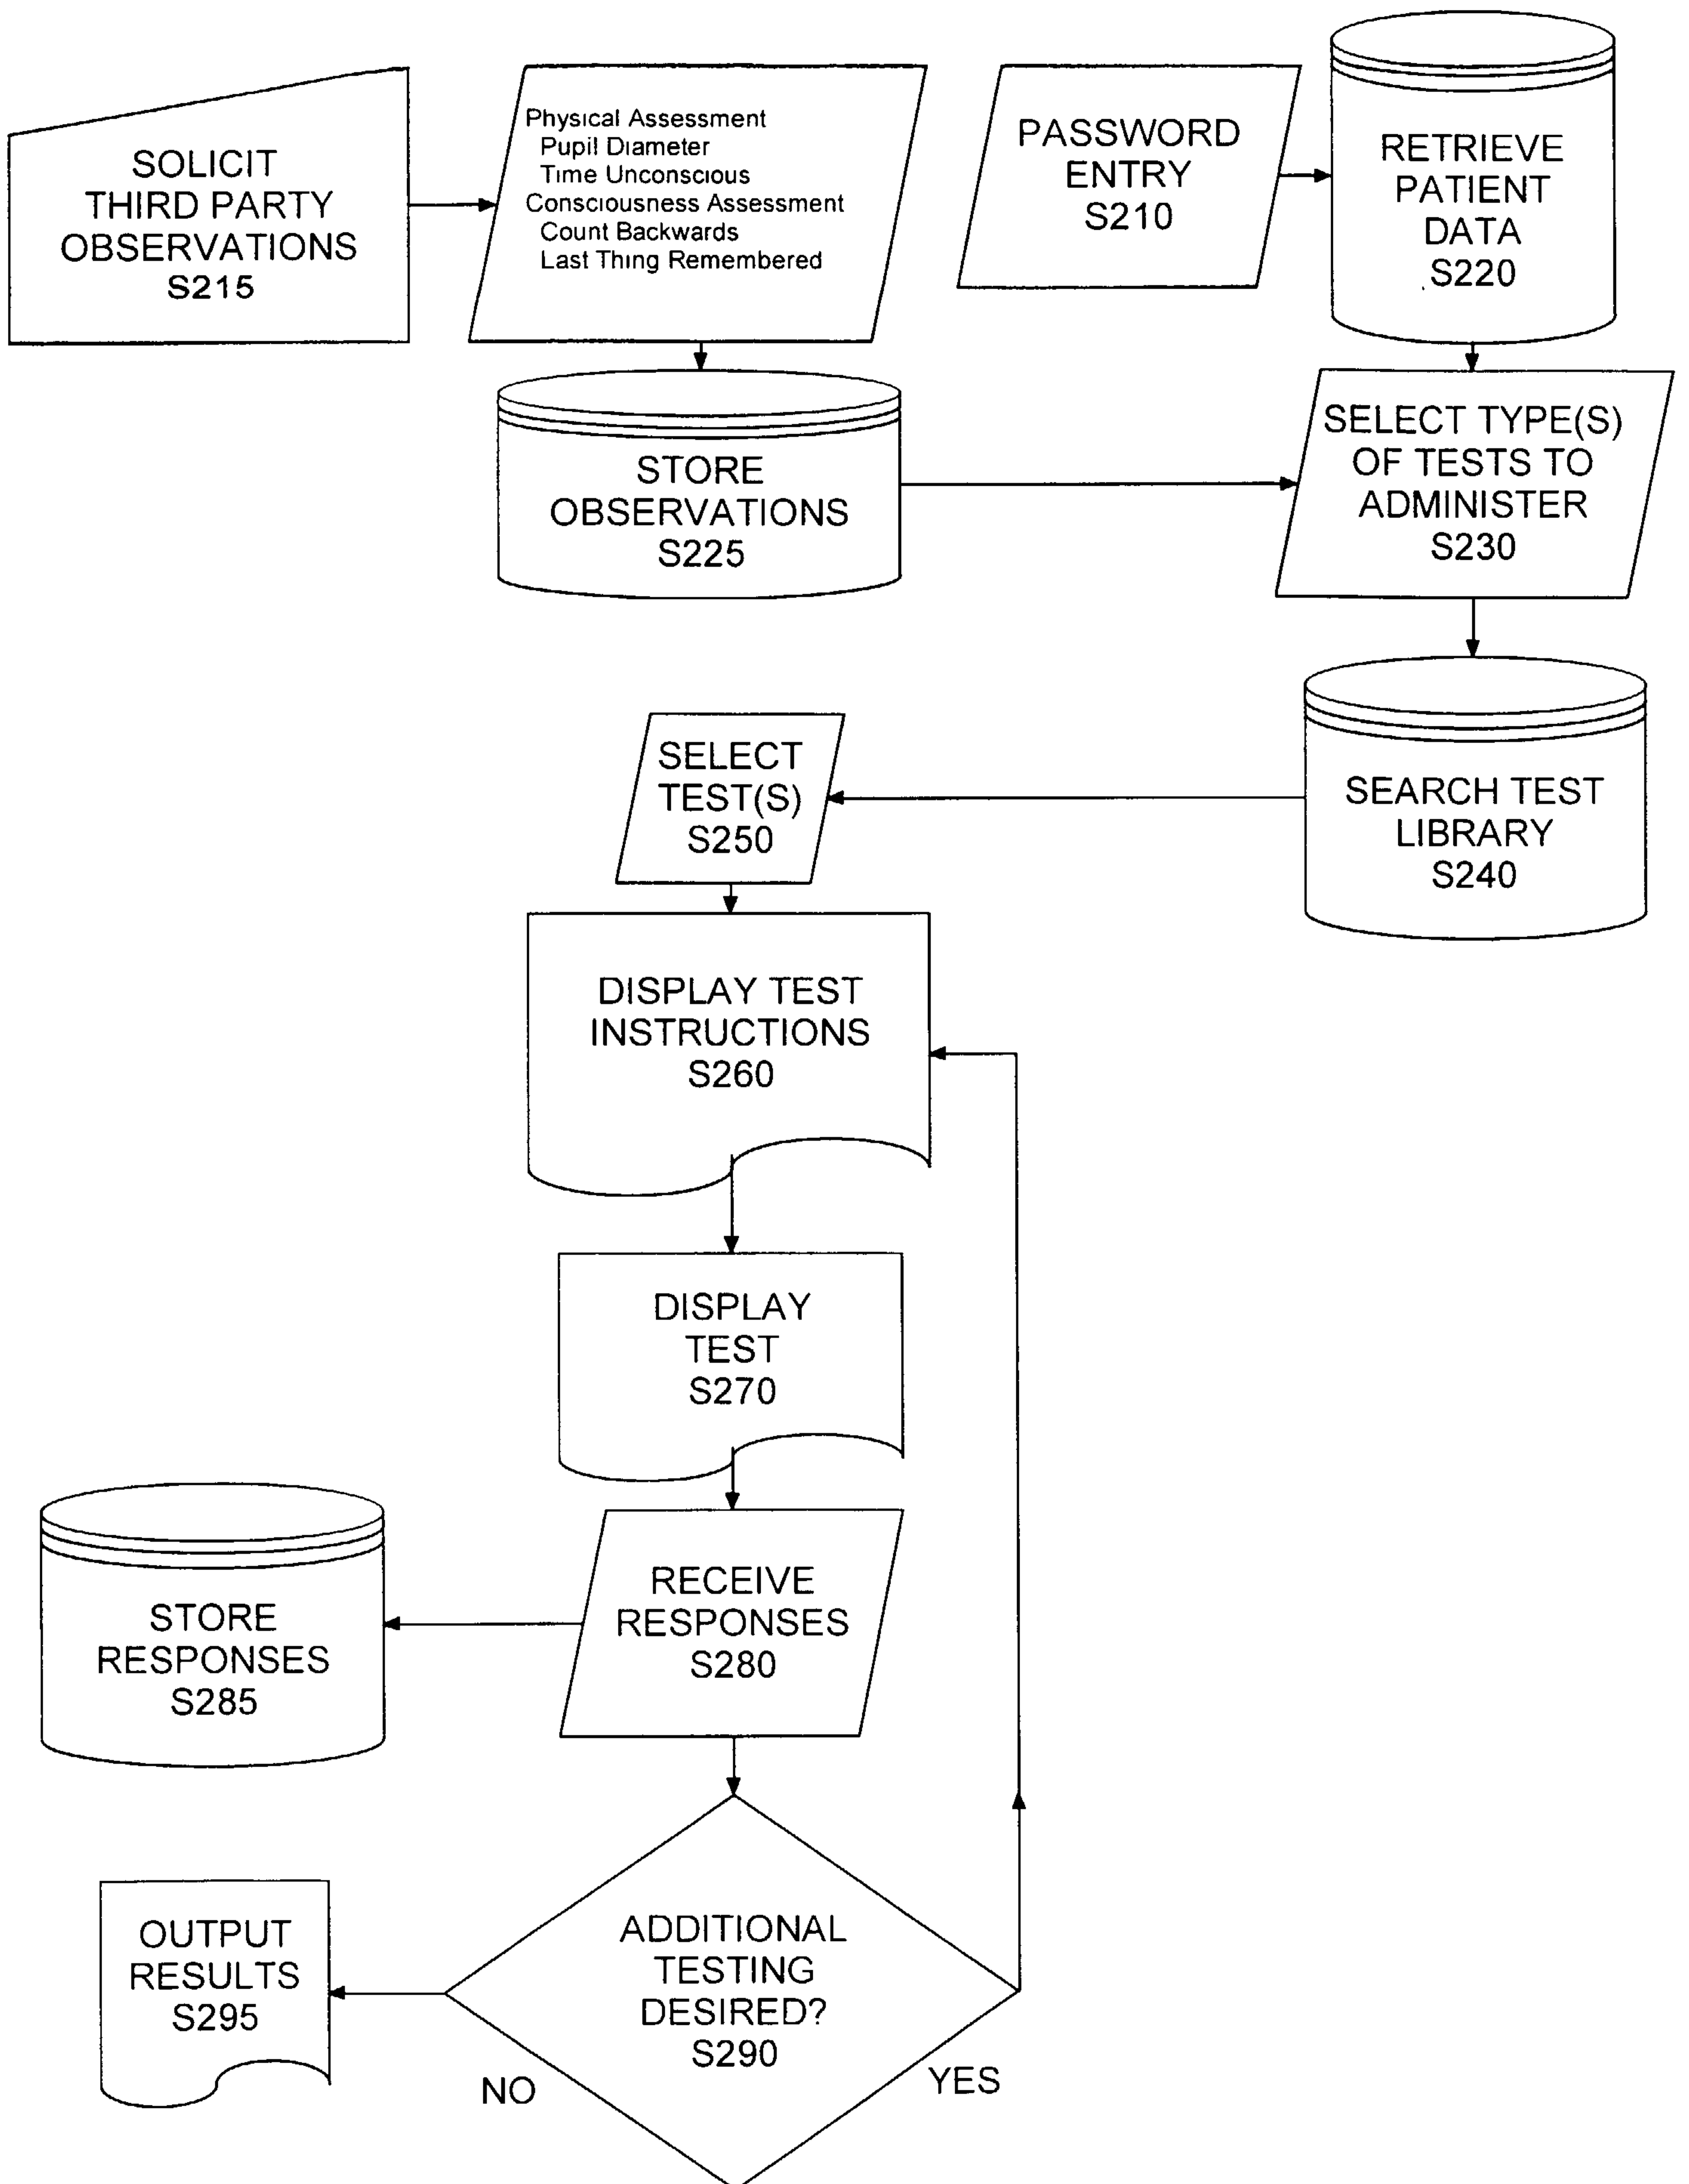 SOLICIT
THIRD PARTY
OBSERVATIONS
S215
Physical Assessment
Pupil Diameter
Time Unconscious
Consciousness Assessment
Count Backwards
Last Thing Remembered
PASSWORD
ENTRY
S210
RETRIEVE
PATIENT
DATA
S220
STORE
OBSERVATIONS
S225
SELECT TYPE(S)
OF TESTS TO
ADMINISTER
S230
SELECT
TEST(S)
S250
SEARCH TEST
LIBRARY
S240
DISPLAY TEST
INSTRUCTIONS
S260
DISPLAY
TEST
S270
STORE
RESPONSES
S285
RECEIVE
RESPONSES
S280
OUTPUT
RESULTS
S295
ADDITIONAL
TESTING
DESIRED?
S290
NO
YES